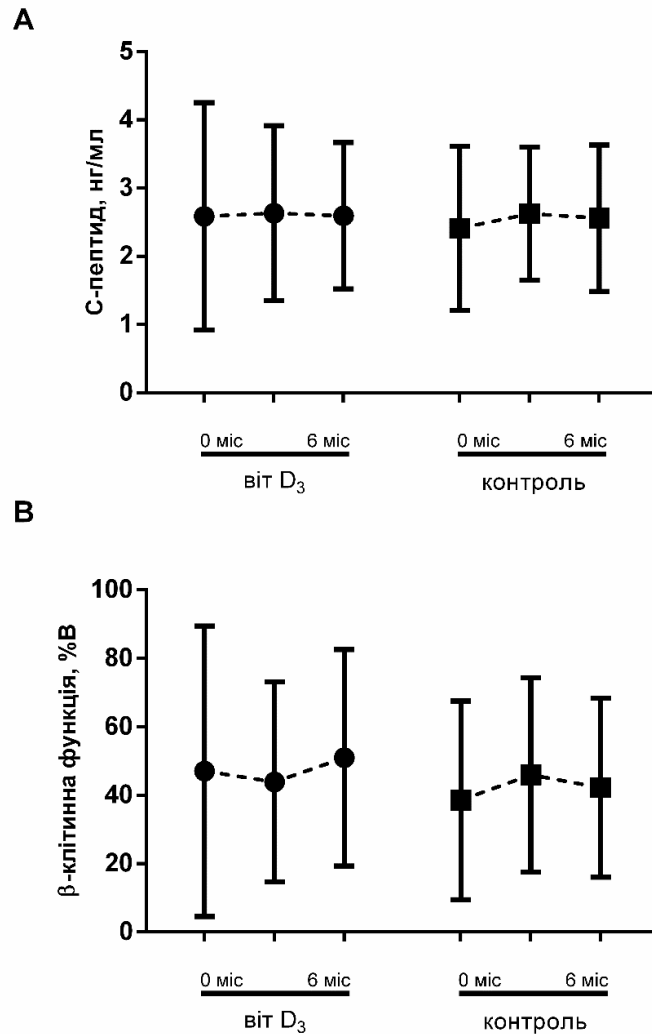 A
С-пептид, нг/мл
5
4
3
2
1
0
0 міс 6 міс 0 міс 6 міс
віт D₃ контроль
B
β-клітинна функція, %B
100
80
60
40
20
0
0 міс 6 міс 0 міс 6 міс
віт D₃ контроль